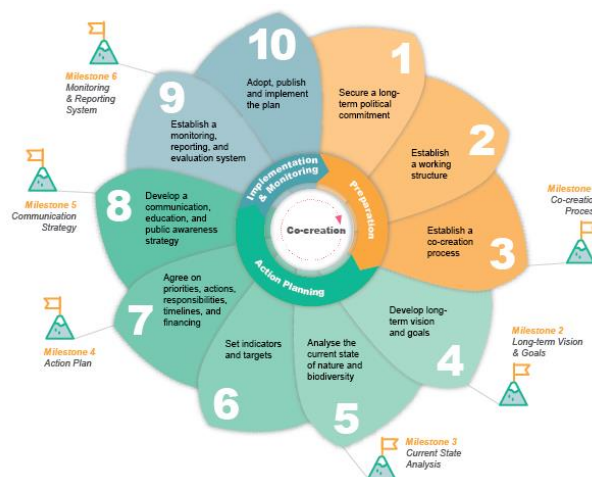 10
Adopt, publish
and implement
the plan
1
Secure a long-
term political
commitment
2
Establish
a working
structure
3
Establish a
co-creation
process
4
Develop long-
term vision
and goals
5
Analyse the
current state
of nature and
biodiversity
6
Set indicators
and targets
7
Agree on
priorities, actions,
responsibilities,
timelines, and
financing
8
Develop a
communication,
education, and
public awareness
strategy
9
Establish a
monitoring,
reporting, and
evaluation system
Implementation
& Monitoring
Preparation
Action Planning
Co-creation
Milestone
Co-creation
Process
Milestone 2
Long-term Vision
& Goals
Milestone 3
Current State
Analysis
Milestone 4
Action Plan
Milestone 5
Communication
Strategy
Milestone 6
Monitoring
& Reporting
System